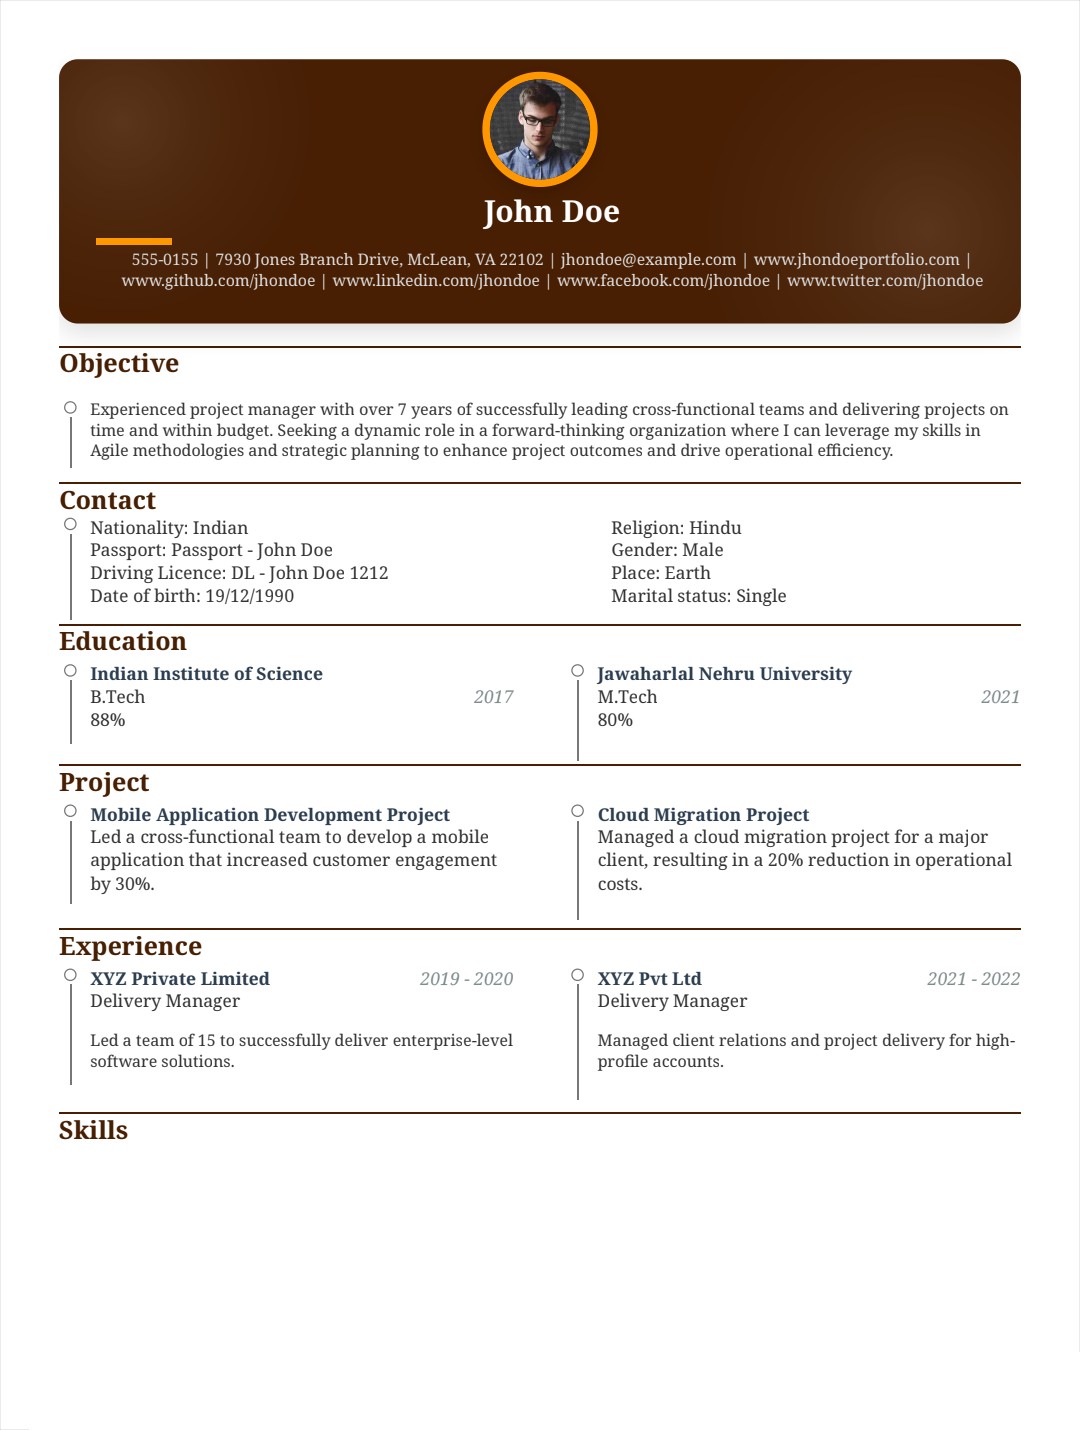 John Doe
555-0155 | 7930 Jones Branch Drive, McLean, VA 22102 | jhondoe@example.com | www.jhondoeportfolio.com |
www.github.com/jhondoe | www.linkedin.com/jhondoe | www.facebook.com/jhondoe | www.twitter.com/jhondoe
Objective
Experienced project manager with over 7 years of successfully leading cross-functional teams and delivering projects on
time and within budget. Seeking a dynamic role in a forward-thinking organization where I can leverage my skills in
Agile methodologies and strategic planning to enhance project outcomes and drive operational efficiency.
Contact
Nationality: Indian
Passport: Passport - John Doe
Driving Licence: DL - John Doe 1212
Date of birth: 19/12/1990
Religion: Hindu
Gender: Male
Place: Earth
Marital status: Single
Education
Indian Institute of Science
B.Tech 2017
88%
Jawaharlal Nehru University
M.Tech 2021
80%
Project
Mobile Application Development Project
Led a cross-functional team to develop a mobile
application that increased customer engagement
by 30%.
Cloud Migration Project
Managed a cloud migration project for a major
client, resulting in a 20% reduction in operational
costs.
Experience
XYZ Private Limited 2019 - 2020
Delivery Manager
Led a team of 15 to successfully deliver enterprise-level
software solutions.
XYZ Pvt Ltd 2021 - 2022
Delivery Manager
Managed client relations and project delivery for high-
profile accounts.
Skills